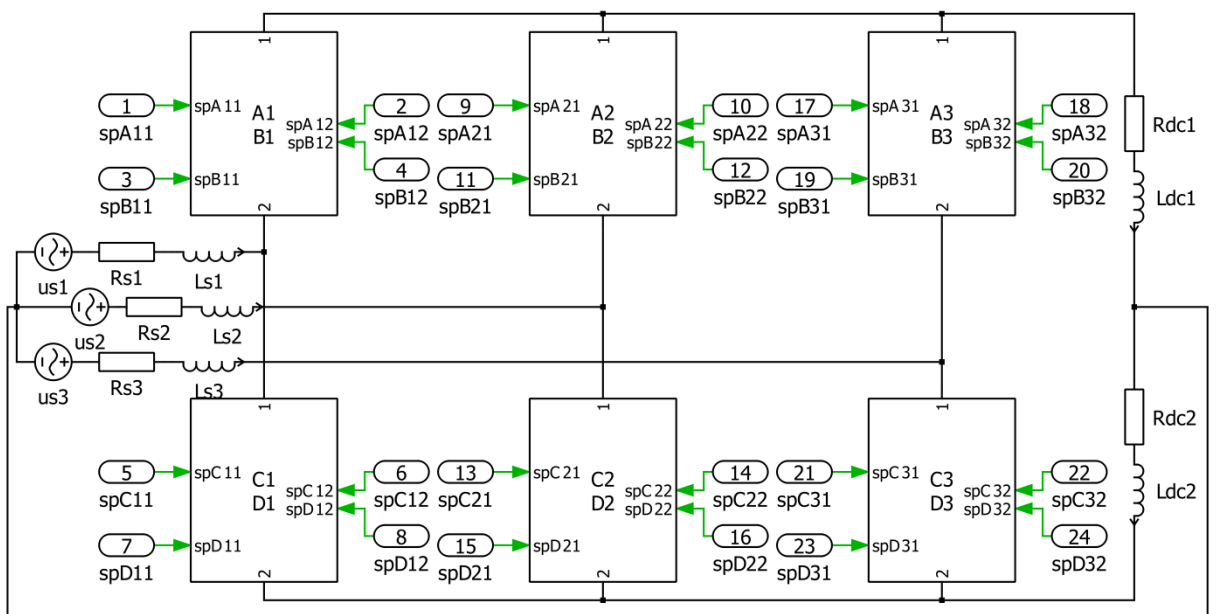 1
1
1
1
spA11
spA11
A1
B1
spA12
spB12
2
spA12
4
spB12
3
spB11
spB11
2
9
spA21
spA21
A2
B2
spA22
spB22
10
spA22
12
spB22
11
spB21
spB21
2
17
spA31
spA31
A3
B3
spA32
spB32
18
spA32
20
spB32
19
spB31
spB31
2
Rdc1
Ldc1
us1
Rs1
Ls1
us2
Rs2
Ls2
us3
Rs3
Ls3
1
1
1
5
spC11
spC11
C1
D1
spC12
spD12
6
spC12
8
spD12
7
spD11
spD11
2
13
spC21
spC21
C2
D2
spC22
spD22
14
spC22
16
spD22
15
spD21
spD21
2
21
spC31
spC31
C3
D3
spC32
spD32
22
spC32
24
spD32
23
spD31
spD31
2
Rdc2
Ldc2